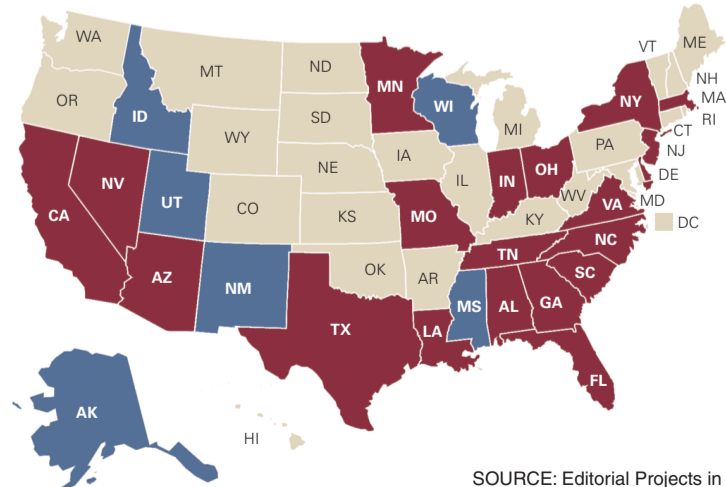 WA
MT
ND
MN
VT
ME
OR
ID
SD
WI
NY
NH
MA
WY
MI
RI
IA
PA
CT
NJ
NV
NE
IL
IN
OH
DE
UT
CO
WV
VA
MD
CA
KS
MO
KY
DC
AZ
NM
OK
AR
TN
NC
SC
TX
MS
AL
GA
LA
FL
AK
HI
SOURCE: Editorial Projects in